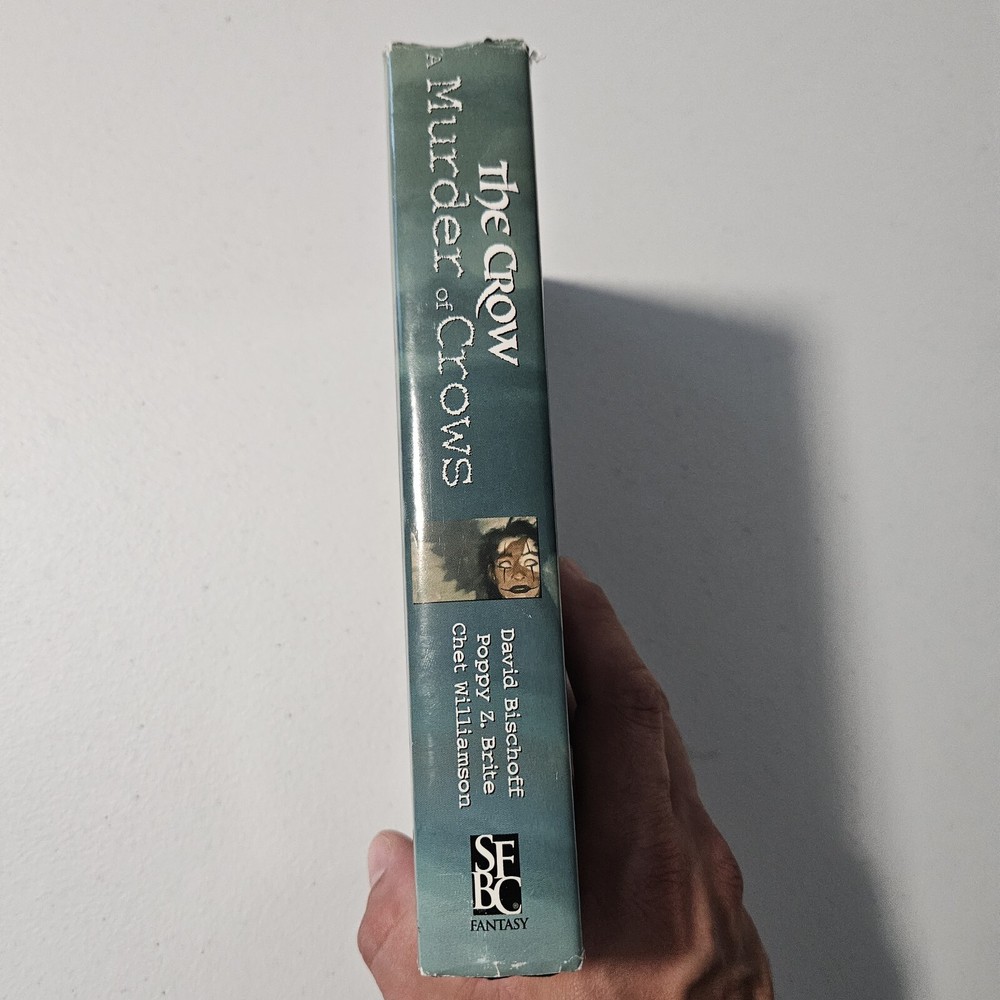 The Crow
A Murder of Crows
David Bischoff
Poppy Z. Brite
Chet Williamson
SF
BC®
FANTASY